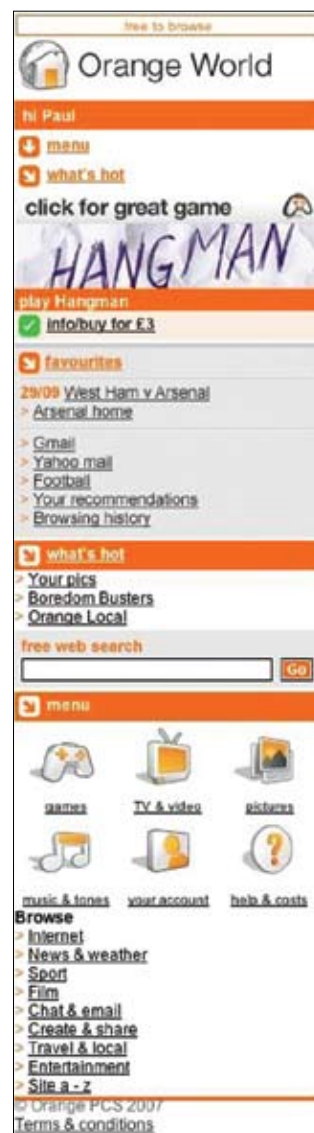 free to browse
Orange World
hi Paul
menu
what's hot
click for great game
HANGMAN
play Hangman
info/buy for £3
favourites
29/09 West Ham v Arsenal
> Arsenal home
> Gmail
> Yahoo mail
> Football
> Your recommendations
> Browsing history
what's hot
> Your pics
> Boredom Busters
> Orange Local
free web search
Go
menu
games TV & video pictures
music & tones your account help & costs
Browse
> Internet
> News & weather
> Sport
> Film
> Chat & email
> Create & share
> Travel & local
> Entertainment
> Site a - z
© Orange PCS 2007
Terms & conditions